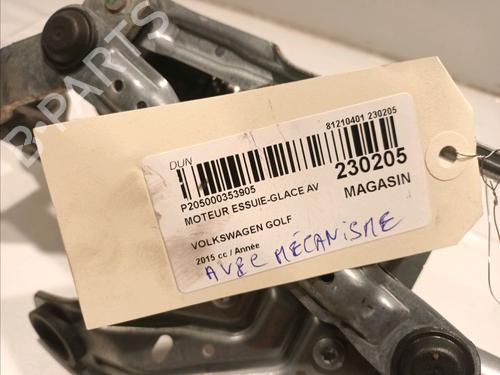 B-PARTS
DUN
81210401 230205
P205000353905
230205
MOTEUR ESSUIE-GLACE AV
MAGASIN
VOLKSWAGEN GOLF
2015 cc / Année
AVEC MÉCANISME